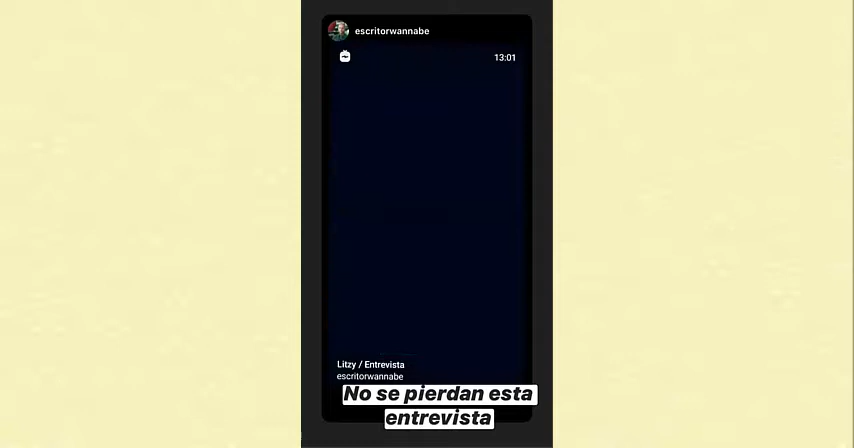 escritorwannabe
13:01
Litzy / Entrevista
escritorwannabe
No se pierdan esta
entrevista